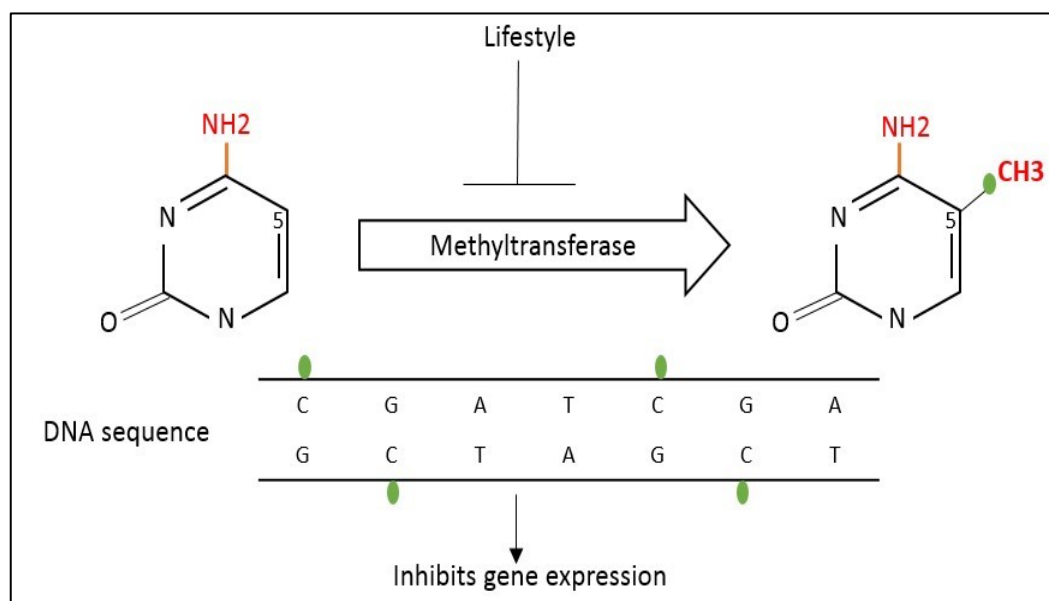 Lifestyle
NH2
NH2
CH3
N
5
N
5
Methyltransferase
O
N
O
N
C G A T C G A
DNA sequence
G C T A G C T
Inhibits gene expression